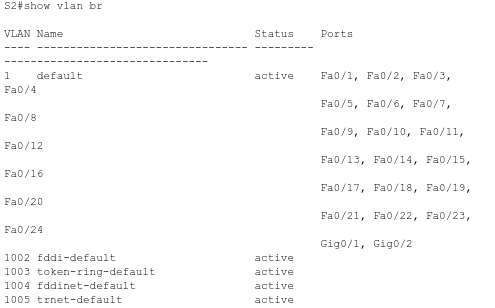 S2#show vlan br
VLAN Name Status Ports
---- -------------------------------- ---------
-------------------------------
1 default active Fa0/1, Fa0/2, Fa0/3,
Fa0/4
Fa0/5, Fa0/6, Fa0/7,
Fa0/8
Fa0/9, Fa0/10, Fa0/11,
Fa0/12
Fa0/13, Fa0/14, Fa0/15,
Fa0/16
Fa0/17, Fa0/18, Fa0/19,
Fa0/20
Fa0/21, Fa0/22, Fa0/23,
Fa0/24
Gig0/1, Gig0/2
1002 fddi-default active
1003 token-ring-default active
1004 fddinet-default active
1005 trnet-default active